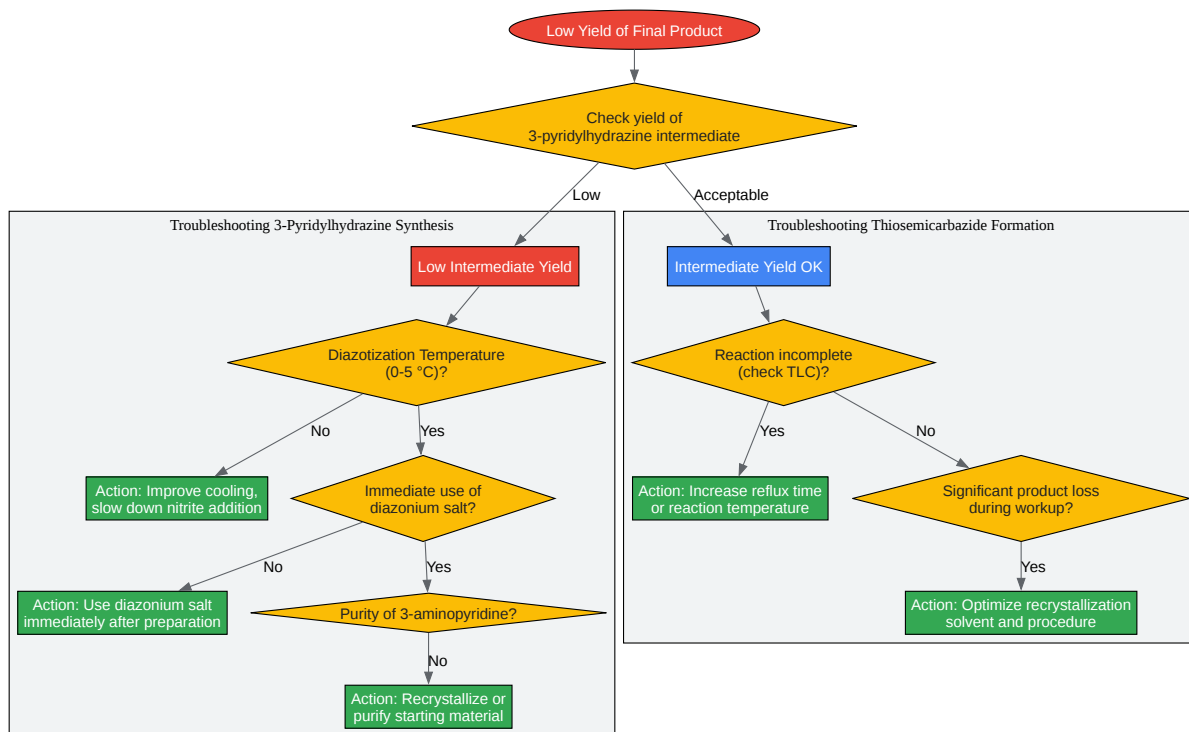 Low Yield of Final Product
Check yield of
3-pyridylhydrazine intermediate
Low
Acceptable
Troubleshooting 3-Pyridylhydrazine Synthesis
Low Intermediate Yield
Diazotization Temperature
(0-5 °C)?
No
Yes
Action: Improve cooling,
slow down nitrite addition
Immediate use of
diazonium salt?
No
Yes
Action: Use diazonium salt
immediately after preparation
Purity of 3-aminopyridine?
No
Action: Recrystallize or
purify starting material
Troubleshooting Thiosemicarbazide Formation
Intermediate Yield OK
Reaction incomplete
(check TLC)?
Yes
No
Action: Increase reflux time
or reaction temperature
Significant product loss
during workup?
Yes
Action: Optimize recrystallization
solvent and procedure